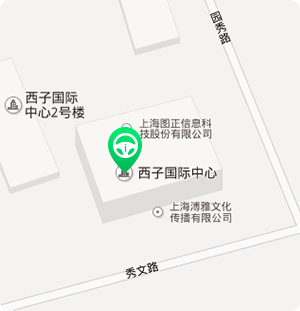 园秀路
西子国际
中心2号楼
上海图正信息科
技股份有限公司
西子国际中心
上海溥雅文化
传播有限公司
秀文路